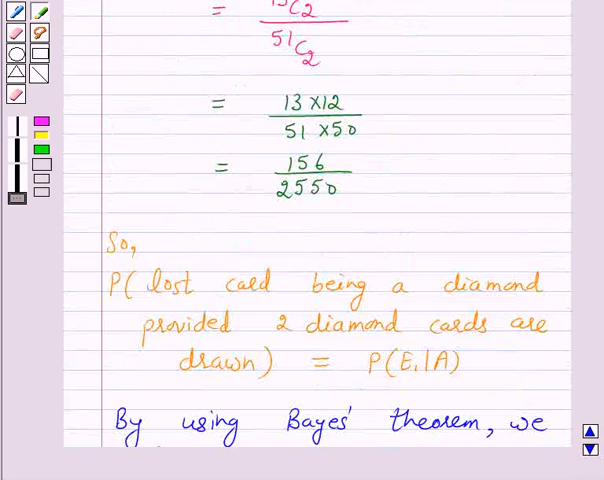 = 13C2
51C2
= 13 x 12
51 x 50
= 156
2550
So,
P( lost card being a diamond
provided 2 diamond cards are
drawn) = P(E₁|A)
By using Bayes' theorem, we